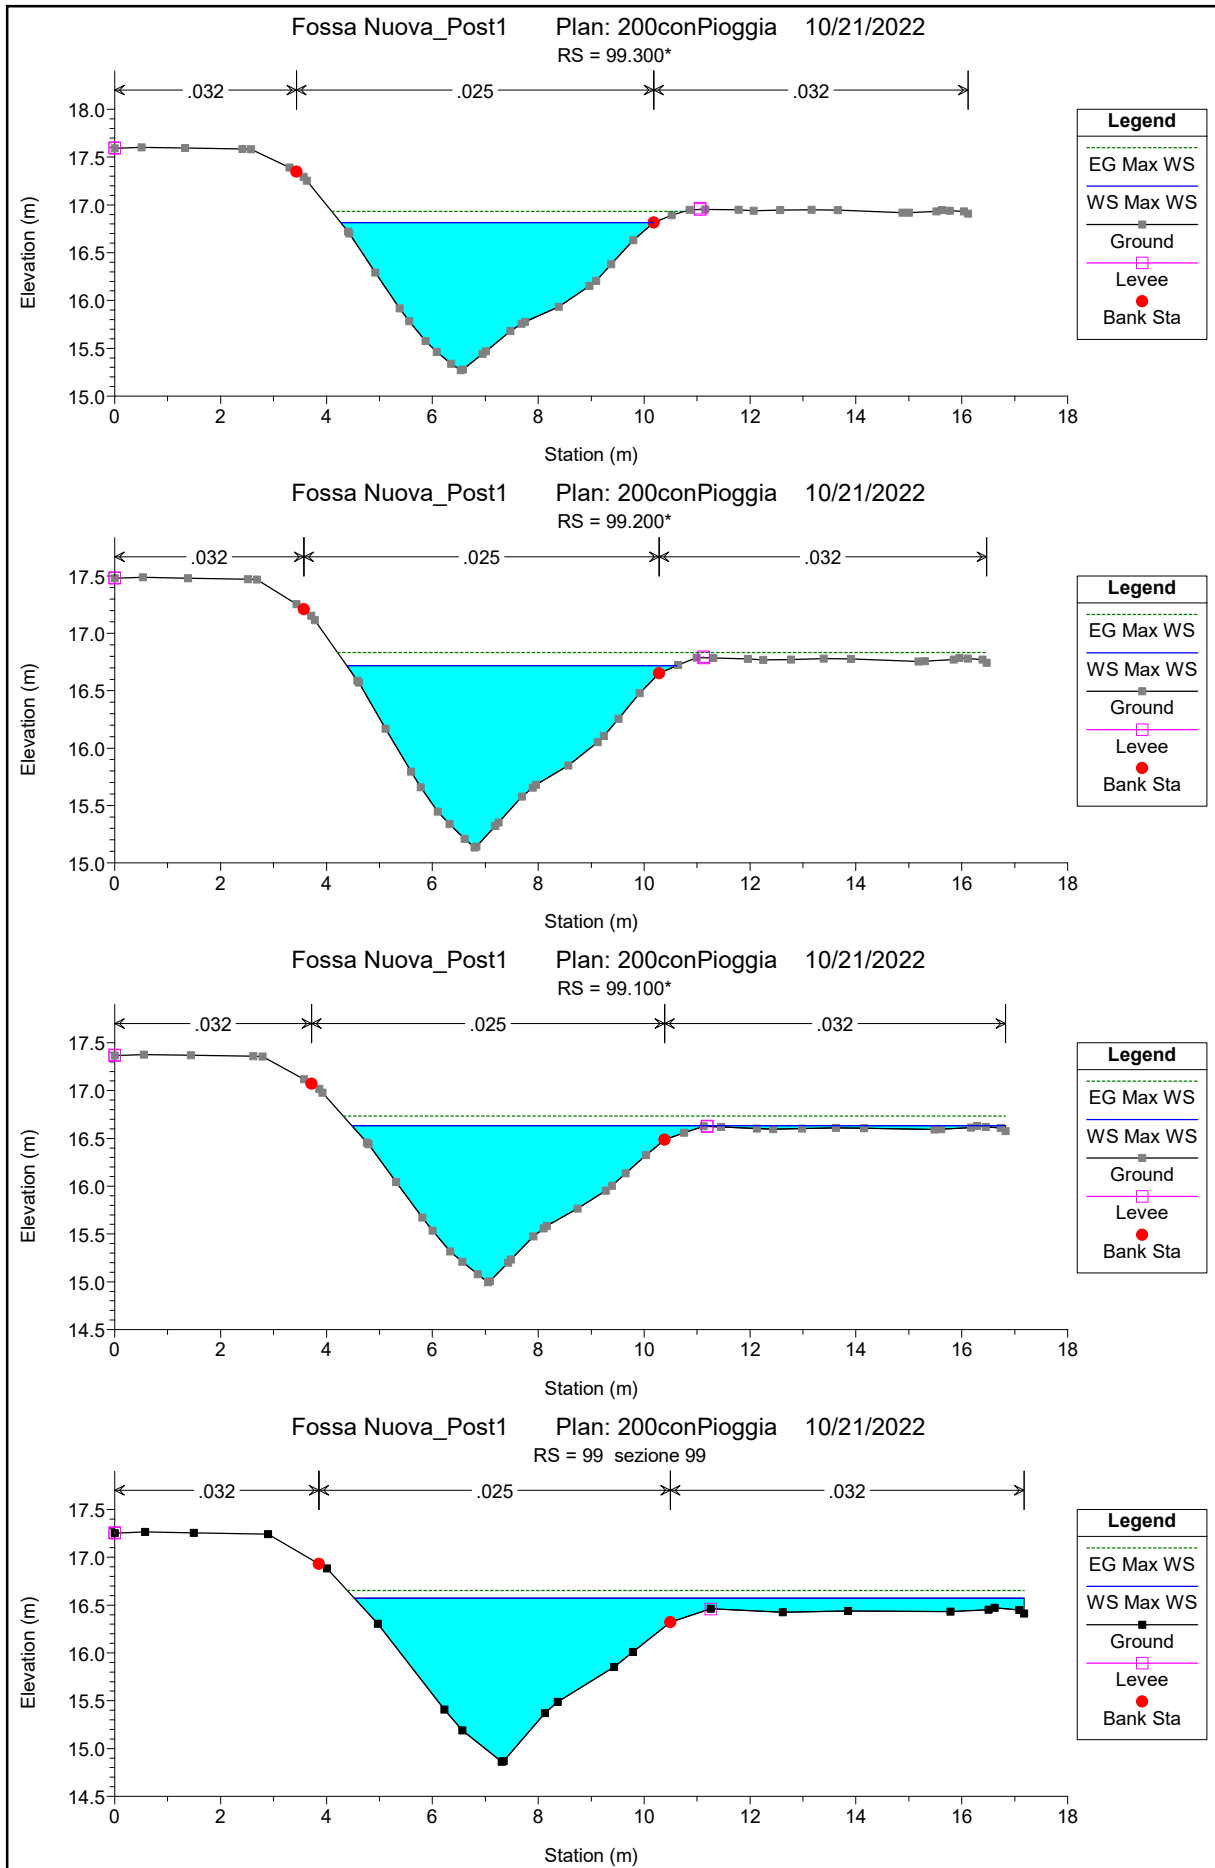 Fossa Nuova_Post1 Plan: 200conPioggia 10/21/2022
RS = 99.300*
.032 .025 .032
18.0
17.5
17.0
16.5
16.0
15.5
15.0
Elevation (m)
0 2 4 6 8 10 12 14 16 18
Station (m)
Legend
EG Max WS
WS Max WS
Ground
Levee
Bank Sta
Fossa Nuova_Post1 Plan: 200conPioggia 10/21/2022
RS = 99.200*
.032 .025 .032
17.5
17.0
16.5
16.0
15.5
15.0
Elevation (m)
0 2 4 6 8 10 12 14 16 18
Station (m)
Legend
EG Max WS
WS Max WS
Ground
Levee
Bank Sta
Fossa Nuova_Post1 Plan: 200conPioggia 10/21/2022
RS = 99.100*
.032 .025 .032
17.5
17.0
16.5
16.0
15.5
15.0
14.5
Elevation (m)
0 2 4 6 8 10 12 14 16 18
Station (m)
Legend
EG Max WS
WS Max WS
Ground
Levee
Bank Sta
Fossa Nuova_Post1 Plan: 200conPioggia 10/21/2022
RS = 99 sezione 99
.032 .025 .032
17.5
17.0
16.5
16.0
15.5
15.0
14.5
Elevation (m)
0 2 4 6 8 10 12 14 16 18
Station (m)
Legend
EG Max WS
WS Max WS
Ground
Levee
Bank Sta